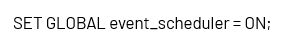 SET GLOBAL event_scheduler = ON;